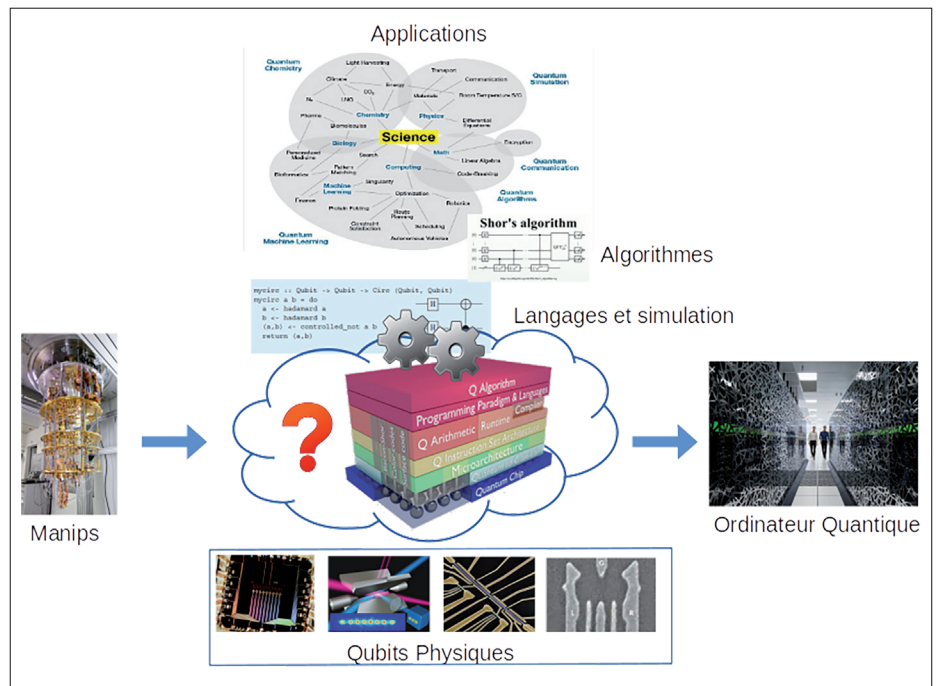 Applications
Quantum
Chemistry
Light Harvesting
Climate
Transport
Communication
Quantum
Simulation
CO₂
Energy
Room Temperature S/C
N₂
Materials
Pharma
Chemistry
Physics
Biomolecules
Differential
Equations
Science
Biology
Math
Encryption
Personalized
Medicine
Search
Linear Algebra
Quantum
Communication
Bioinformatics
Pattern
Matching
Computing
Code-Breaking
Machine
Learning
Singularity
Optimization
Quantum
Algorithms
Finance
Robotics
Protein Folding
Route
Planning
Constraint
Satisfaction
Scheduling
Quantum
Machine Learning
Autonomous Vehicles
Shor's algorithm
Algorithmes
mycirc :: Qubit -> Qubit -> Circ (Qubit, Qubit)
mycirc a b = do
a <- hadamard a
b <- hadamard b
(a,b) <- controlled_not a b
return (a,b)
H
Langages et simulation
?
Q Algorithm
Programming Paradigm & Languages
Q Arithmetic
Runtime
Compiler
Q Instruction Set Architecture
Microarchitecture
Quantum Chip
Manips
Ordinateur Quantique
Qubits Physiques